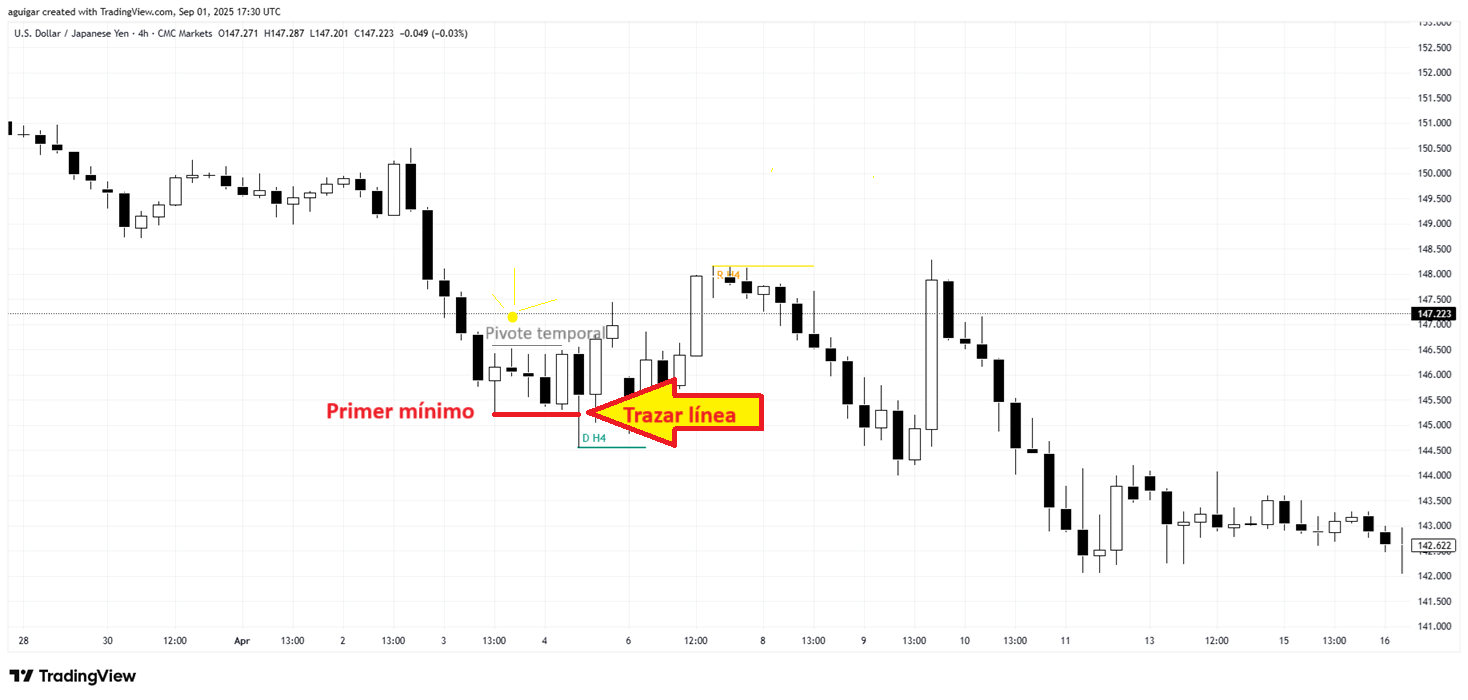 aguigar created with TradingView.com, Sep 01, 2025 17:30 UTC
U.S. Dollar / Japanese Yen · 4h · CMC Markets O147.271 H147.287 L147.201 C147.223 −0.049 (−0.03%)
153.000
152.500
152.000
151.500
151.000
150.500
150.000
149.500
149.000
148.500
148.000
147.500
147.223
147.000
146.500
146.000
145.500
145.000
144.500
144.000
143.500
143.000
142.622
142.000
141.500
141.000
R H4
Pivote temporal
Primer mínimo
Trazar línea
D H4
28 30 12:00 Apr 13:00 2 13:00 3 13:00 4 6 12:00 8 13:00 9 13:00 10 13:00 11 13 12:00 15 13:00 16
TradingView